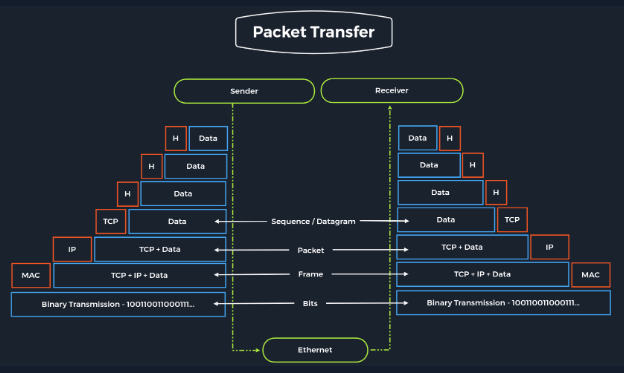 Packet Transfer
Sender
Receiver
H Data
Data H
H Data
Data H
H Data
Data H
TCP Data
Sequence / Datagram
Data TCP
IP TCP + Data
Packet
TCP + Data IP
MAC TCP + IP + Data
Frame
TCP + IP + Data MAC
Binary Transmission - 100110011000111...
Bits
Binary Transmission - 100110011000111...
Ethernet